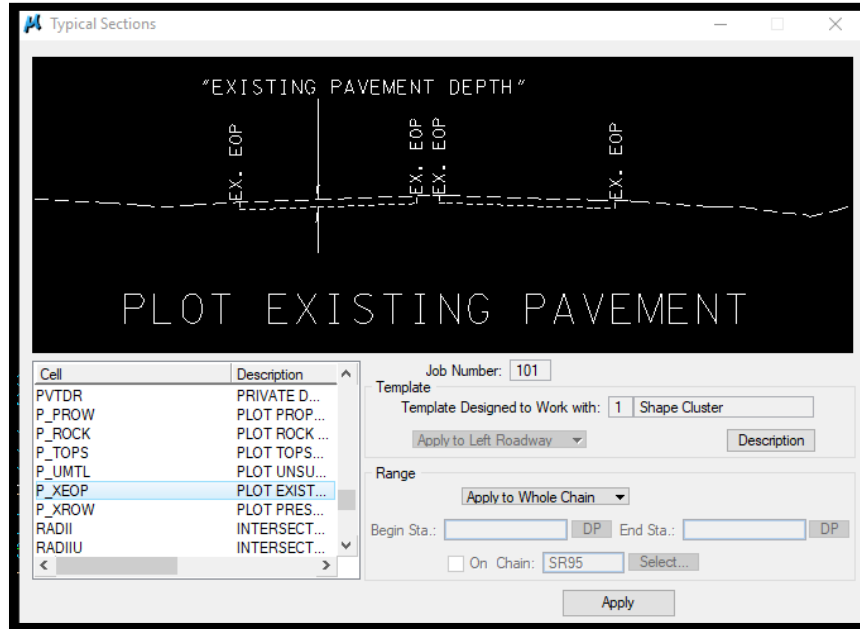 Typical Sections
"EXISTING PAVEMENT DEPTH"
EX. EOP
EX. EOP
EX. EOP
EX. EOP
PLOT EXISTING PAVEMENT
Cell Description
PVTDR PRIVATE D...
P_PROW PLOT PROP...
P_ROCK PLOT ROCK ...
P_TOPS PLOT TOPS...
P_UMTL PLOT UNSU...
P_XEOP PLOT EXIST...
P_XROW PLOT PRES...
RADII INTERSECT...
RADIIU INTERSECT...
Job Number: 101
Template
Template Designed to Work with: 1 Shape Cluster
Apply to Left Roadway Description
Range
Apply to Whole Chain
Begin Sta.: DP End Sta.: DP
On Chain: SR95 Select...
Apply